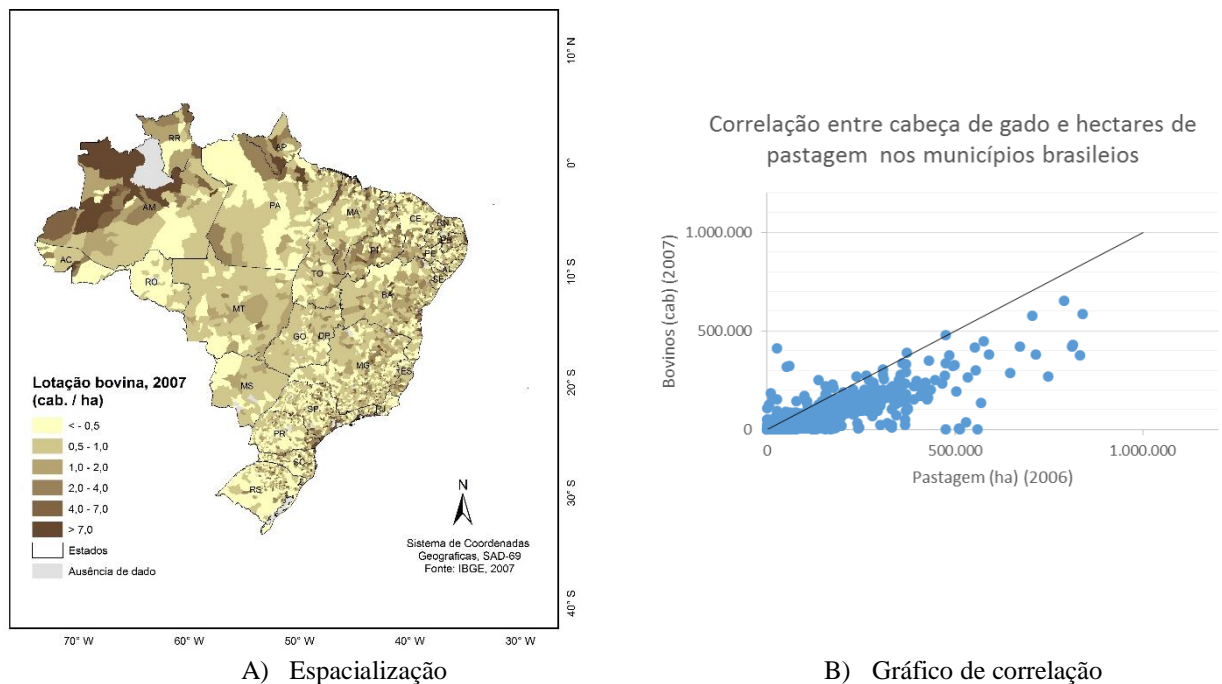 10° N
0°
10° S
20° S
30° S
40° S
RR
AP
AM
PA
MA
CE
RN
PB
PE
AL
SE
PI
AC
RO
TO
BA
MT
GO
DF
MG
ES
MS
SP
PR
SC
RS
Lotação bovina, 2007
(cab. / ha)
< - 0,5
0,5 - 1,0
1,0 - 2,0
2,0 - 4,0
4,0 - 7,0
> 7,0
Estados
Ausência de dado
N
Sistema de Coordenadas
Geograficas, SAD-69
Fonte: IBGE, 2007
70° W
60° W
50° W
40° W
30° W
A) Espacialização
Correlação entre cabeça de gado e hectares de
pastagem nos municípios brasileios
Bovinos (cab) (2007)
1.000.000
500.000
0
0
500.000
1.000.000
Pastagem (ha) (2006)
B) Gráfico de correlação